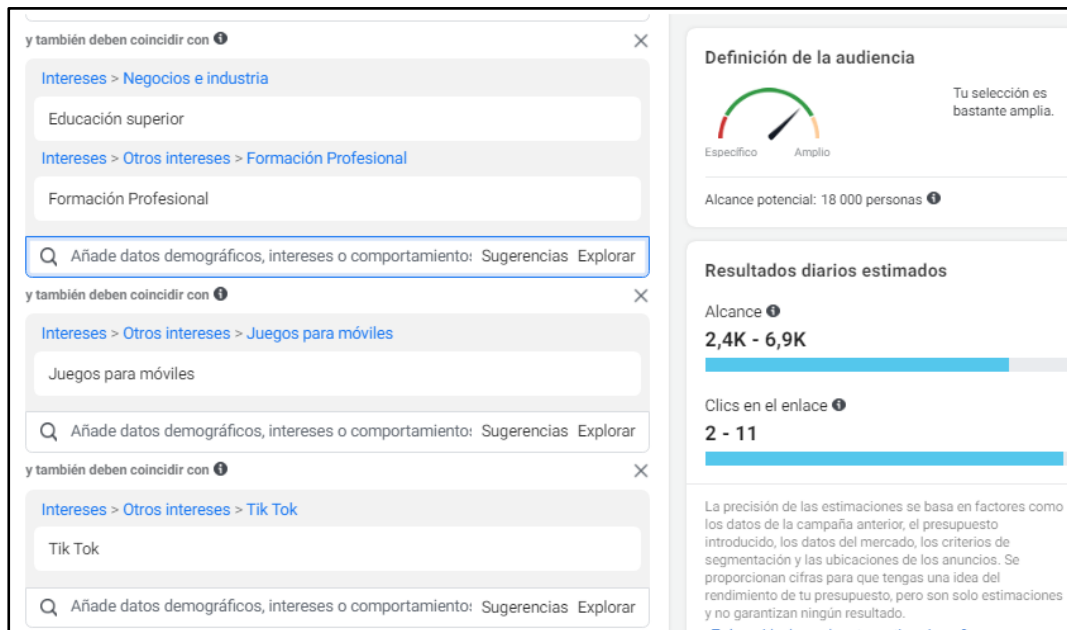 y también deben coincidir con
Intereses > Negocios e industria
Educación superior
Intereses > Otros intereses > Formación Profesional
Formación Profesional
Añade datos demográficos, intereses o comportamiento: Sugerencias Explorar
y también deben coincidir con
Intereses > Otros intereses > Juegos para móviles
Juegos para móviles
Añade datos demográficos, intereses o comportamiento: Sugerencias Explorar
y también deben coincidir con
Intereses > Otros intereses > Tik Tok
Tik Tok
Añade datos demográficos, intereses o comportamiento: Sugerencias Explorar
Definición de la audiencia
Tu selección es
bastante amplia.
Específico Amplio
Alcance potencial: 18 000 personas
Resultados diarios estimados
Alcance
2,4K - 6,9K
Clics en el enlace
2 - 11
La precisión de las estimaciones se basa en factores como
los datos de la campaña anterior, el presupuesto
introducido, los datos del mercado, los criterios de
segmentación y las ubicaciones de los anuncios. Se
proporcionan cifras para que tengas una idea del
rendimiento de tu presupuesto, pero son solo estimaciones
y no garantizan ningún resultado.